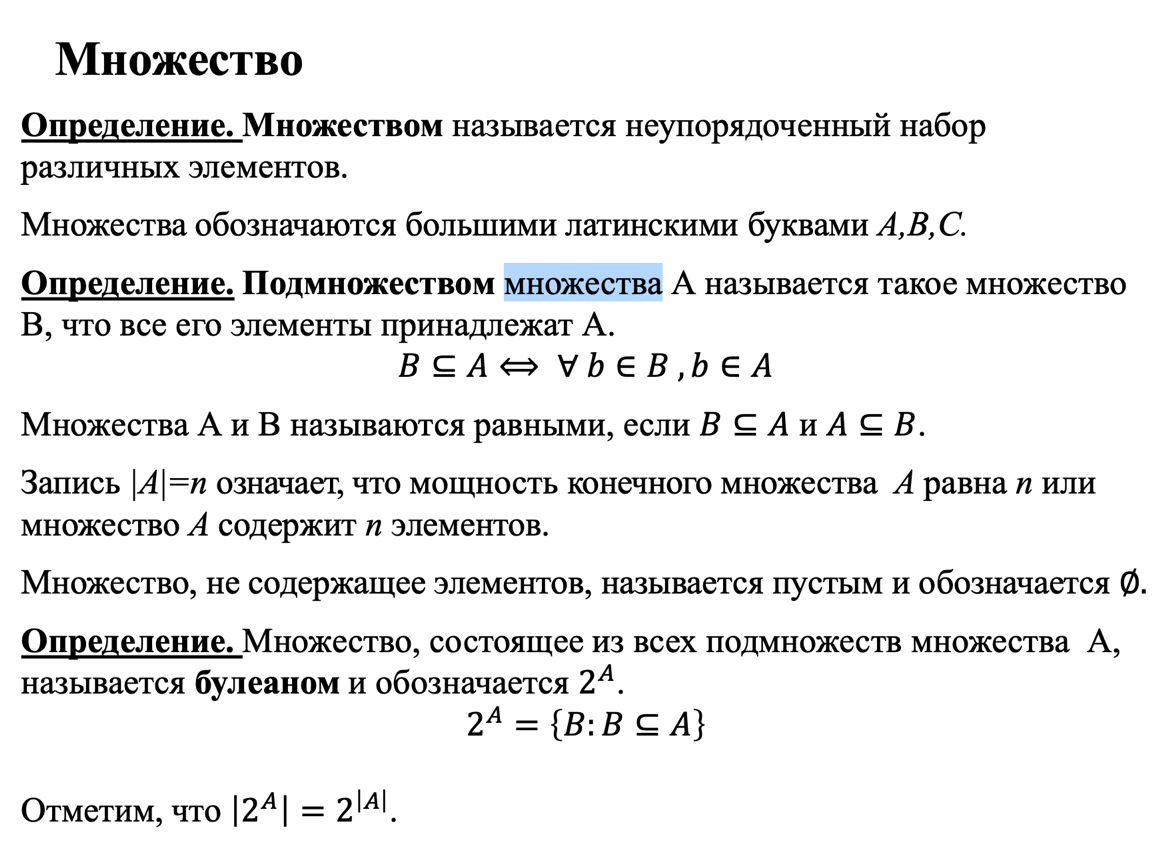 Множество
Определение. Множеством называется неупорядоченный набор
различных элементов.
Множества обозначаются большими латинскими буквами A,B,C.
Определение. Подмножеством множества А называется такое множество
В, что все его элементы принадлежат А.
B ⊆ A ⟺ ∀ b ∈ B , b ∈ A
Множества А и В называются равными, если B ⊆ A и A ⊆ B.
Запись |A|=n означает, что мощность конечного множества A равна n или
множество A содержит n элементов.
Множество, не содержащее элементов, называется пустым и обозначается ∅.
Определение. Множество, состоящее из всех подмножеств множества А,
называется булеаном и обозначается 2^A.
2^A = {B: B ⊆ A}
Отметим, что |2^A| = 2^|A|.